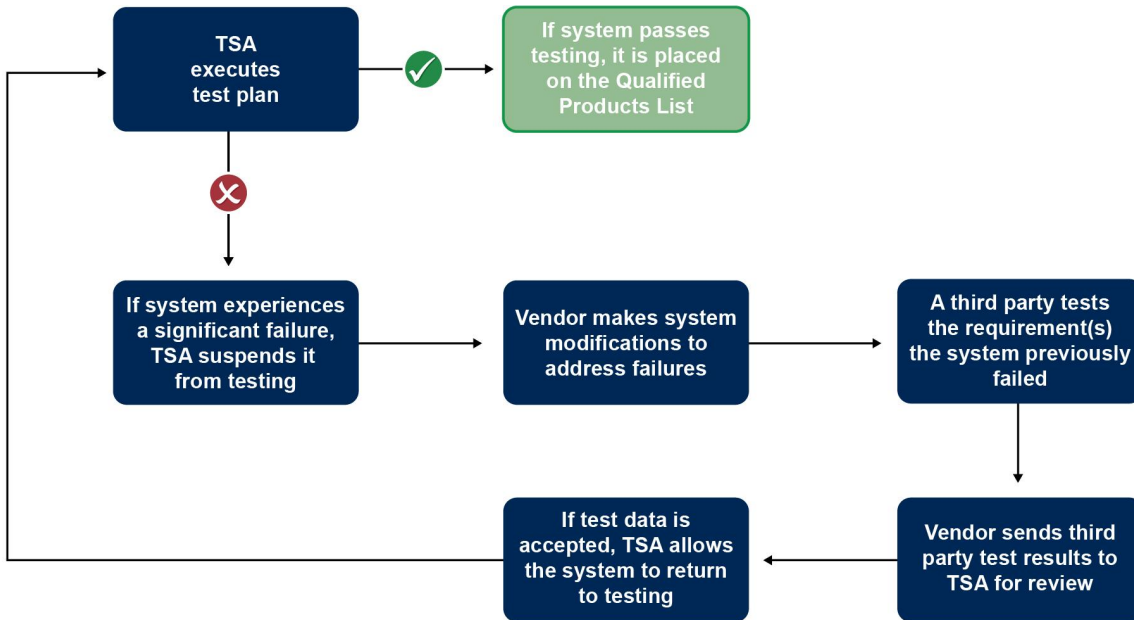 TSA
executes
test plan
If system passes
testing, it is placed
on the Qualified
Products List
If system experiences
a significant failure,
TSA suspends it
from testing
Vendor makes system
modifications to
address failures
A third party tests
the requirement(s)
the system previously
failed
Vendor sends third
party test results to
TSA for review
If test data is
accepted, TSA allows
the system to return
to testing